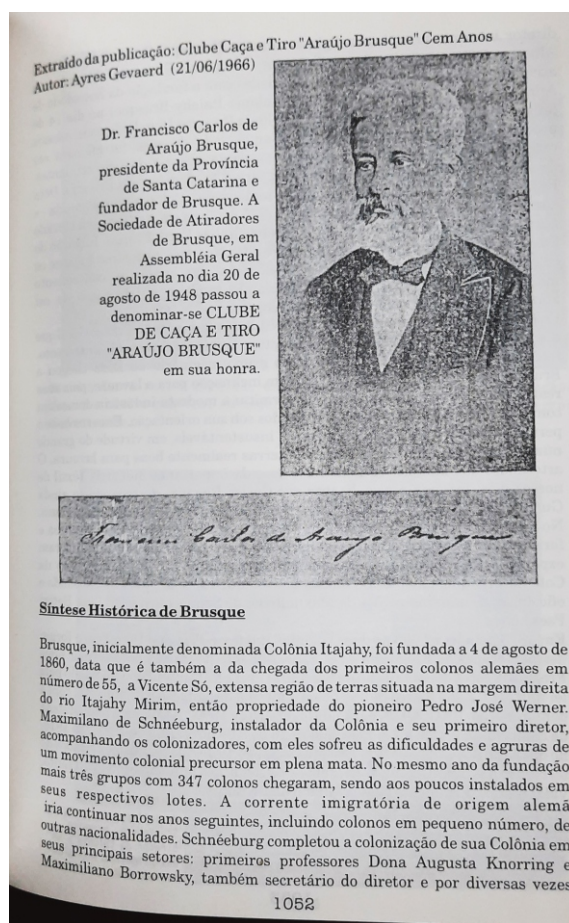 Extraído da publicação: Clube Caça e Tiro "Araújo Brusque" Cem Anos
Autor: Ayres Gevaerd (21/06/1966)
Dr. Francisco Carlos de
Araújo Brusque,
presidente da Província
de Santa Catarina e
fundador de Brusque. A
Sociedade de Atiradores
de Brusque, em
Assembléia Geral
realizada no dia 20 de
agosto de 1948 passou a
denominar-se CLUBE
DE CAÇA E TIRO
"ARAÚJO BRUSQUE"
em sua honra.
Francisco Carlos de Araujo Brusque
Síntese Histórica de Brusque
Brusque, inicialmente denominada Colônia Itajahy, foi fundada a 4 de agosto de
1860, data que é também a da chegada dos primeiros colonos alemães em
número de 55, a Vicente Só, extensa região de terras situada na margem direita
do rio Itajahy Mirim, então propriedade do pioneiro Pedro José Werner.
Maximilano de Schnéeburg, instalador da Colônia e seu primeiro diretor,
acompanhando os colonizadores, com eles sofreu as dificuldades e agruras de
um movimento colonial precursor em plena mata. No mesmo ano da fundação
mais três grupos com 347 colonos chegaram, sendo aos poucos instalados em
seus respectivos lotes. A corrente imigratória de origem alemã
iria continuar nos anos seguintes, incluindo colonos em pequeno número, de
outras nacionalidades. Schnéeburg completou a colonização de sua Colônia em
seus principais setores: primeiros professores Dona Augusta Knorring e
Maximiliano Borrowsky, também secretário do diretor e por diversas vezes
1052